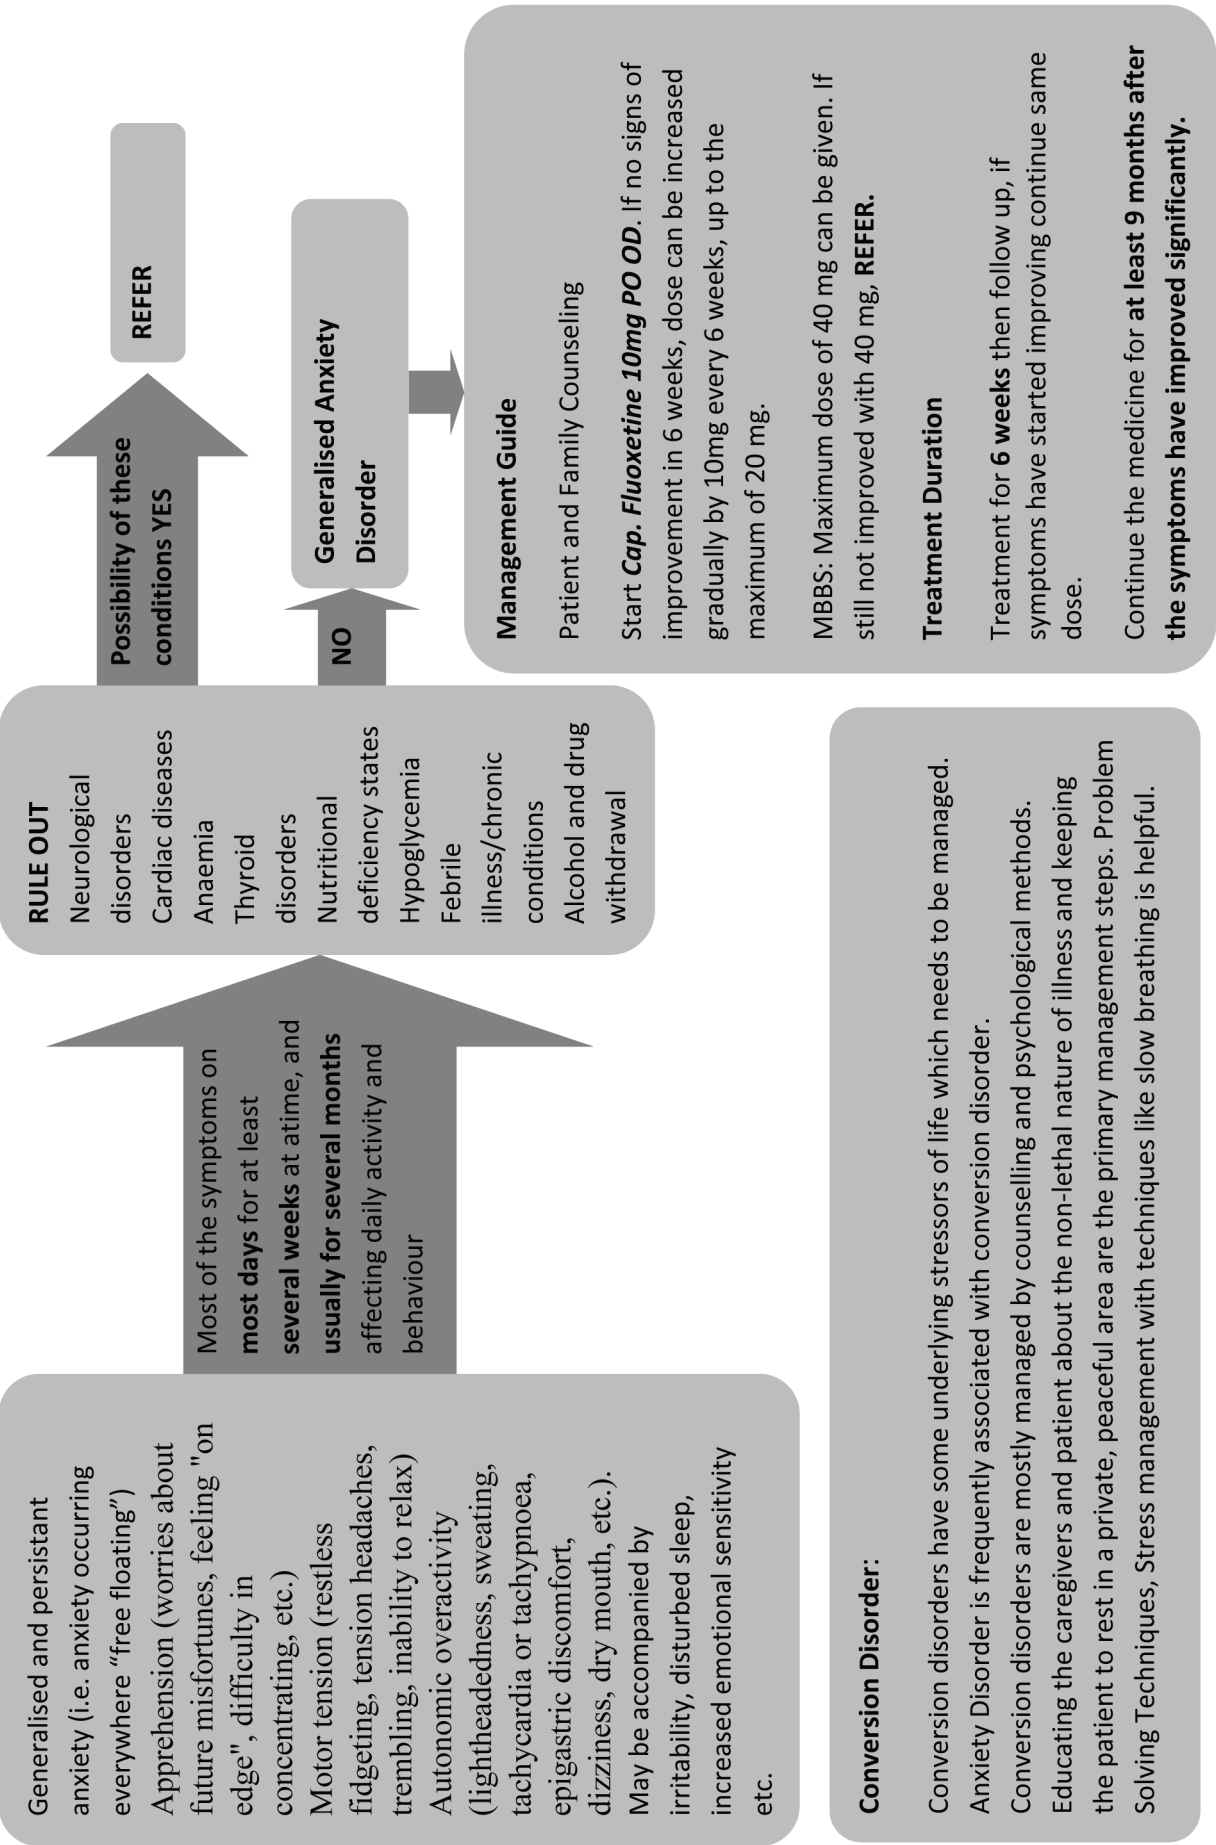 Generalised and persistant
anxiety (i.e. anxiety occurring
everywhere “free floating”)
Apprehension (worries about
future misfortunes, feeling "on
edge", difficulty in
concentrating, etc.)
Motor tension (restless
fidgeting, tension headaches,
trembling, inability to relax)
Autonomic overactivity
(lightheadedness, sweating,
tachycardia or tachypnoea,
epigastric discomfort,
dizziness, dry mouth, etc.).
May be accompanied by
irritability, disturbed sleep,
increased emotional sensitivity
etc.
Most of the symptoms on
most days for at least
several weeks at atime, and
usually for several months
affecting daily activity and
behaviour
RULE OUT
Neurological
disorders
Cardiac diseases
Anaemia
Thyroid
disorders
Nutritional
deficiency states
Hypoglycemia
Febrile
illness/chronic
conditions
Alcohol and drug
withdrawal
Possibility of these
conditions YES
REFER
NO
Generalised Anxiety
Disorder
Management Guide
Patient and Family Counseling
Start Cap. Fluoxetine 10mg PO OD. If no signs of
improvement in 6 weeks, dose can be increased
gradually by 10mg every 6 weeks, up to the
maximum of 20 mg.
MBBS: Maximum dose of 40 mg can be given. If
still not improved with 40 mg, REFER.
Treatment Duration
Treatment for 6 weeks then follow up, if
symptoms have started improving continue same
dose.
Continue the medicine for at least 9 months after
the symptoms have improved significantly.
Conversion Disorder:
Conversion disorders have some underlying stressors of life which needs to be managed.
Anxiety Disorder is frequently associated with conversion disorder.
Conversion disorders are mostly managed by counselling and psychological methods.
Educating the caregivers and patient about the non-lethal nature of illness and keeping
the patient to rest in a private, peaceful area are the primary management steps. Problem
Solving Techniques, Stress management with techniques like slow breathing is helpful.